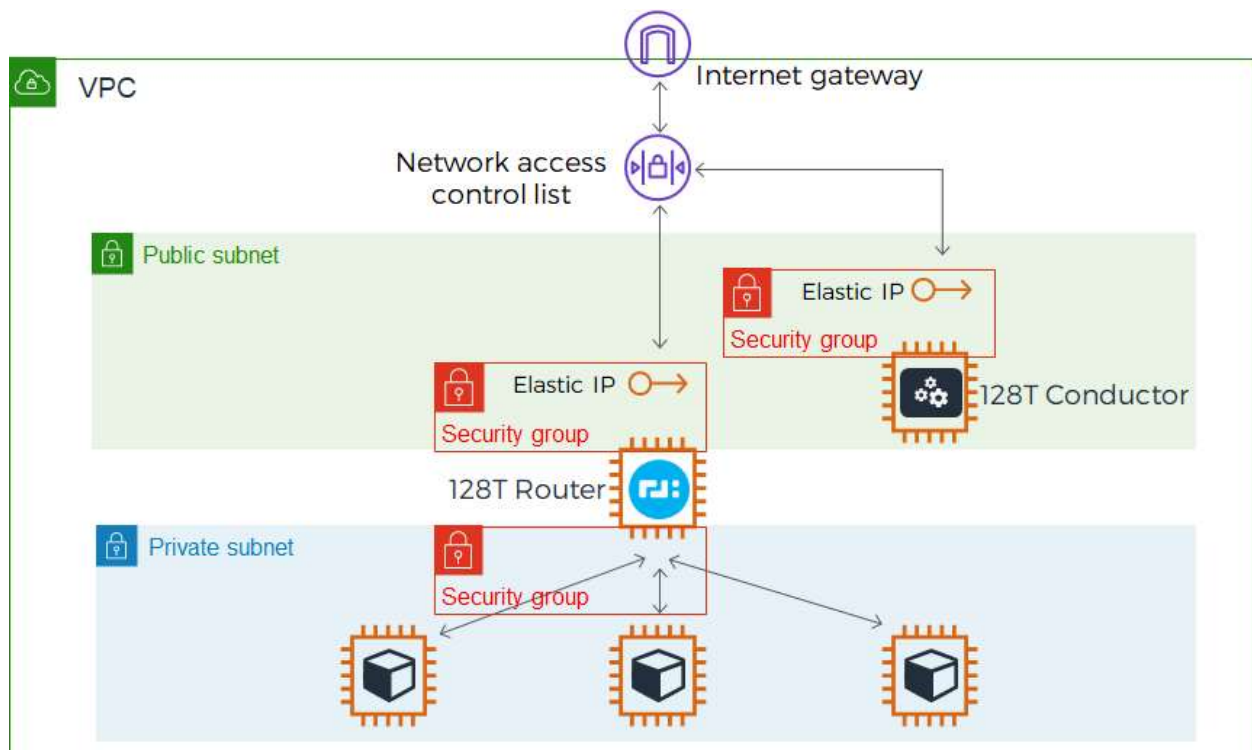 Internet gateway
VPC
Network access
control list
Public subnet
Elastic IP
Security group
Elastic IP
128T Conductor
Security group
128T Router
Private subnet
Security group